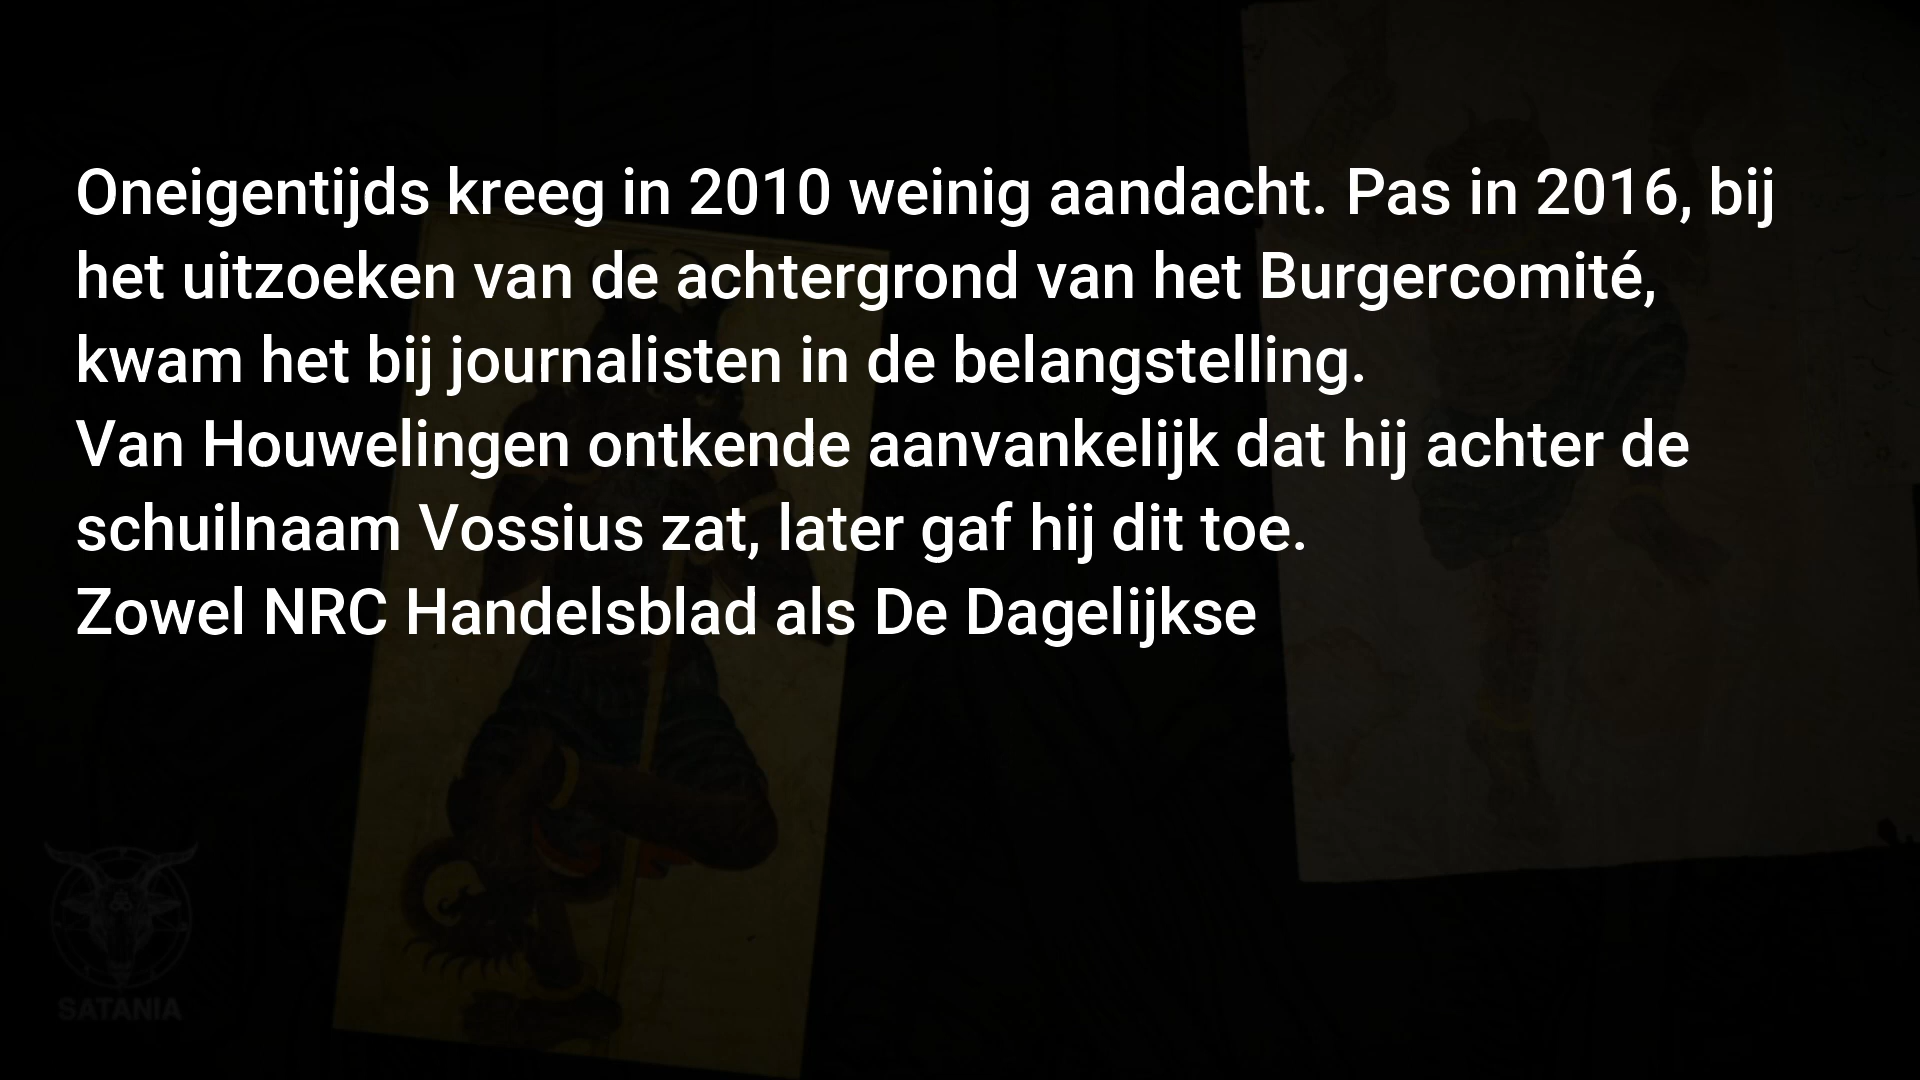 Oneigentijds kreeg in 2010 weinig aandacht. Pas in 2016, bij
het uitzoeken van de achtergrond van het Burgercomité,
kwam het bij journalisten in de belangstelling.
Van Houwelingen ontkende aanvankelijk dat hij achter de
schuilnaam Vossius zat, later gaf hij dit toe.
Zowel NRC Handelsblad als De Dagelijkse
SATANIA